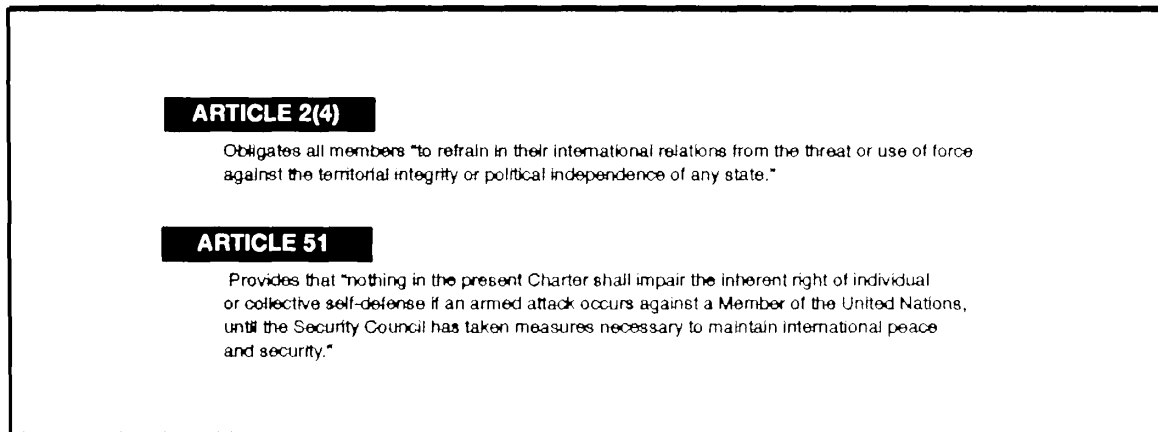 ARTICLE 2(4)
Obligates all members "to refrain in their international relations from the threat or use of force
against the territorial integrity or political independence of any state."
ARTICLE 51
Provides that "nothing in the present Charter shall impair the inherent right of individual
or collective self-defense if an armed attack occurs against a Member of the United Nations,
until the Security Council has taken measures necessary to maintain international peace
and security."